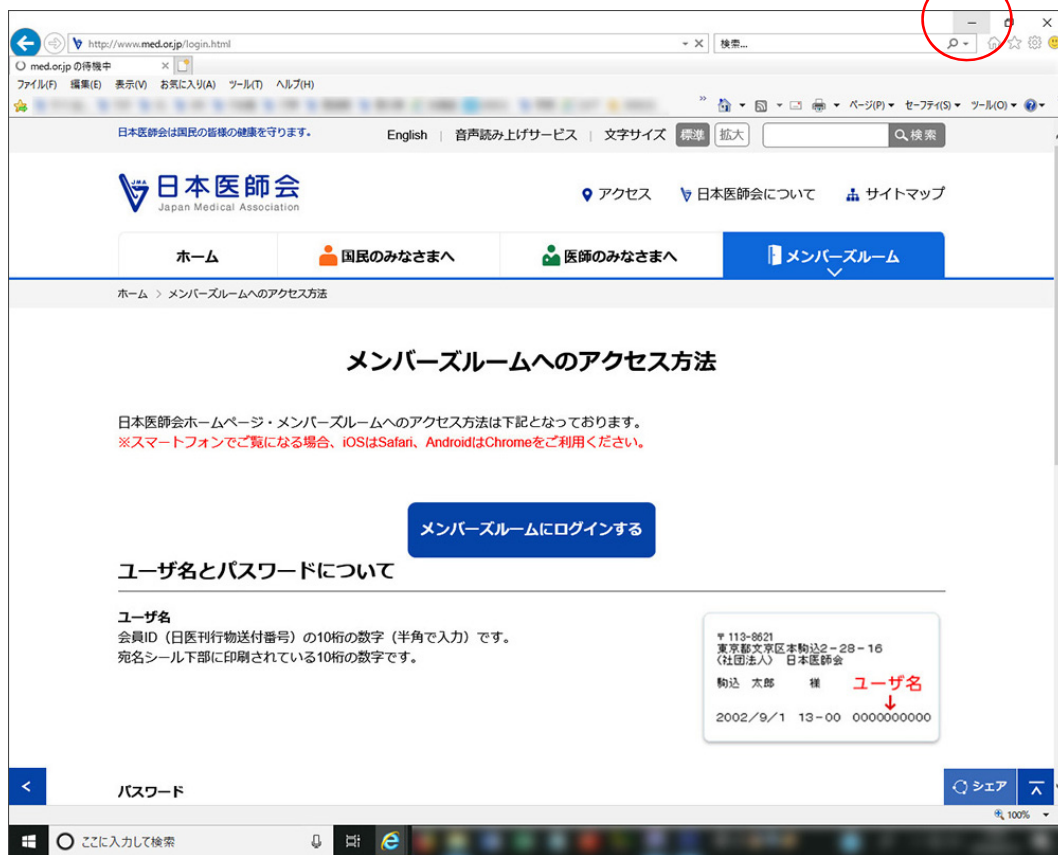 http://www.med.or.jp/login.html
検索...
med.or.jp の待機中
ファイル(F) 編集(E) 表示(V) お気に入り(A) ツール(T) ヘルプ(H)
ページ(P) セーフティ(S) ツール(O)
日本医師会は国民の皆様の健康を守ります。 English 音声読み上げサービス 文字サイズ 標準 拡大 検索
JMA
日本医師会
Japan Medical Association
アクセス 日本医師会について サイトマップ
ホーム 国民のみなさまへ 医師のみなさまへ メンバーズルーム
ホーム > メンバーズルームへのアクセス方法
メンバーズルームへのアクセス方法
日本医師会ホームページ・メンバーズルームへのアクセス方法は下記となっております。
※スマートフォンでご覧になる場合、iOSはSafari、AndroidはChromeをご利用ください。
メンバーズルームにログインする
ユーザ名とパスワードについて
ユーザ名
会員ID（日医刊行物送付番号）の10桁の数字（半角で入力）です。
宛名シール下部に印刷されている10桁の数字です。
〒113-8621
東京都文京区本駒込2-28-16
(社団法人) 日本医師会
駒込 太郎 様
ユーザ名
↓
2002/9/1 13-00 0000000000
パスワード
シェア
100%
ここに入力して検索